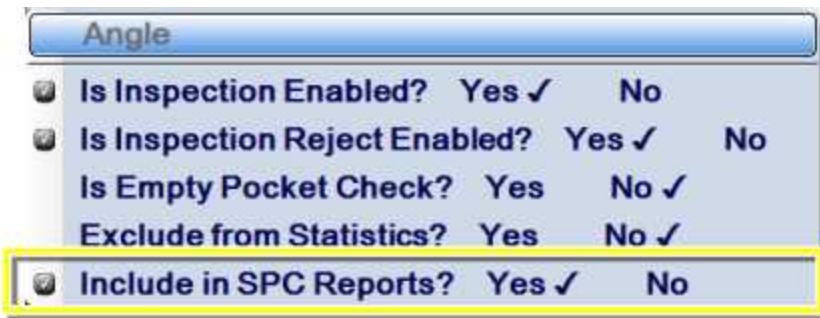 Angle
Is Inspection Enabled? Yes ✓ No
Is Inspection Reject Enabled? Yes ✓ No
Is Empty Pocket Check? Yes No ✓
Exclude from Statistics? Yes No ✓
Include in SPC Reports? Yes ✓ No